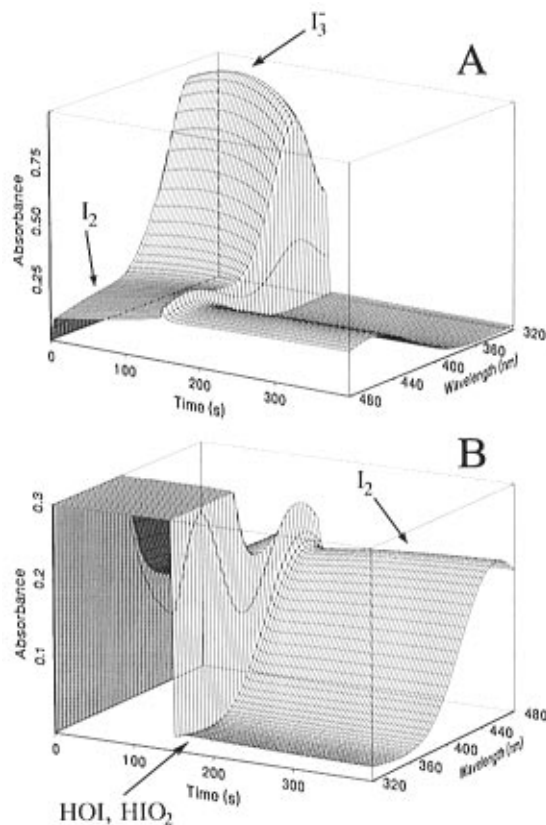 I₃⁻
A
0.75
0.50
0.25
Absorbance
I₂
0
100
200
300
Time (s)
480
440
400
360
320
Wavelength (nm)
B
I₂
0.3
0.2
0.1
Absorbance
0
100
200
300
Time (s)
320
360
400
440
480
Wavelength (nm)
HOI, HIO₂